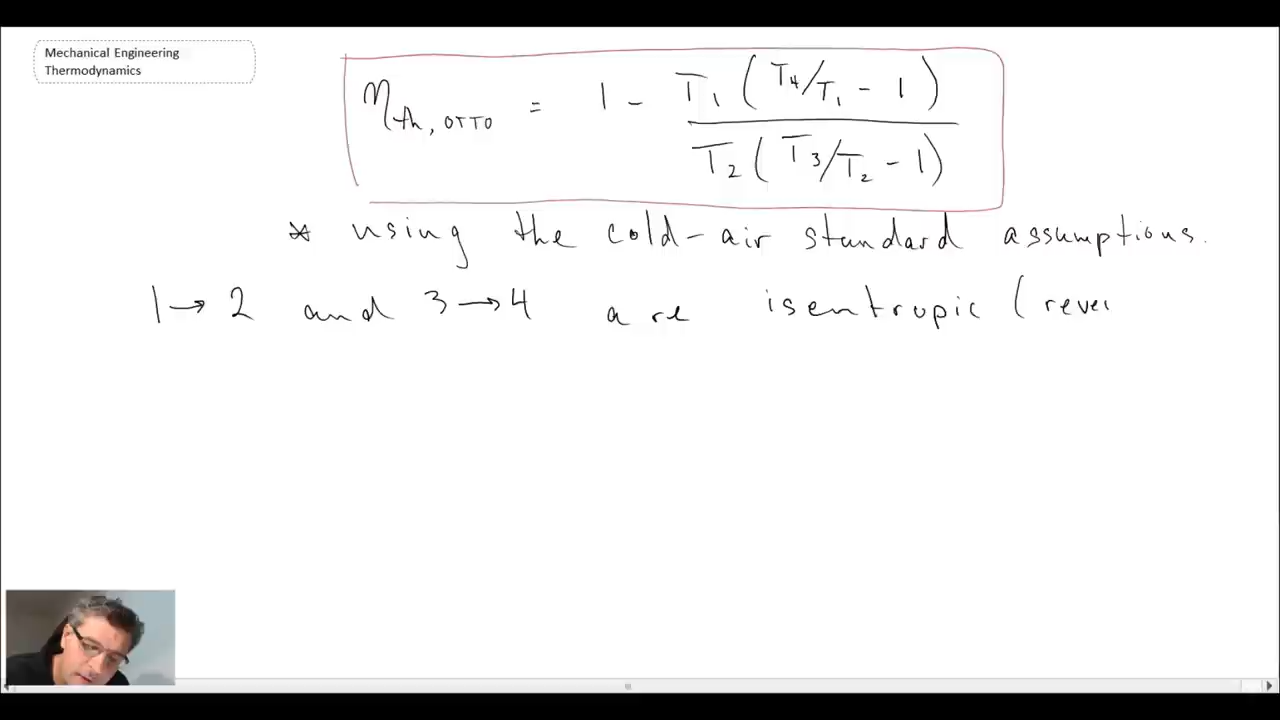 Mechanical Engineering
Thermodynamics
η th, OTTO = 1 - T1 (T4/T1 - 1) / T2 (T3/T2 - 1)
* using the cold-air standard assumptions.
1 → 2 and 3 → 4 are isentropic (rever